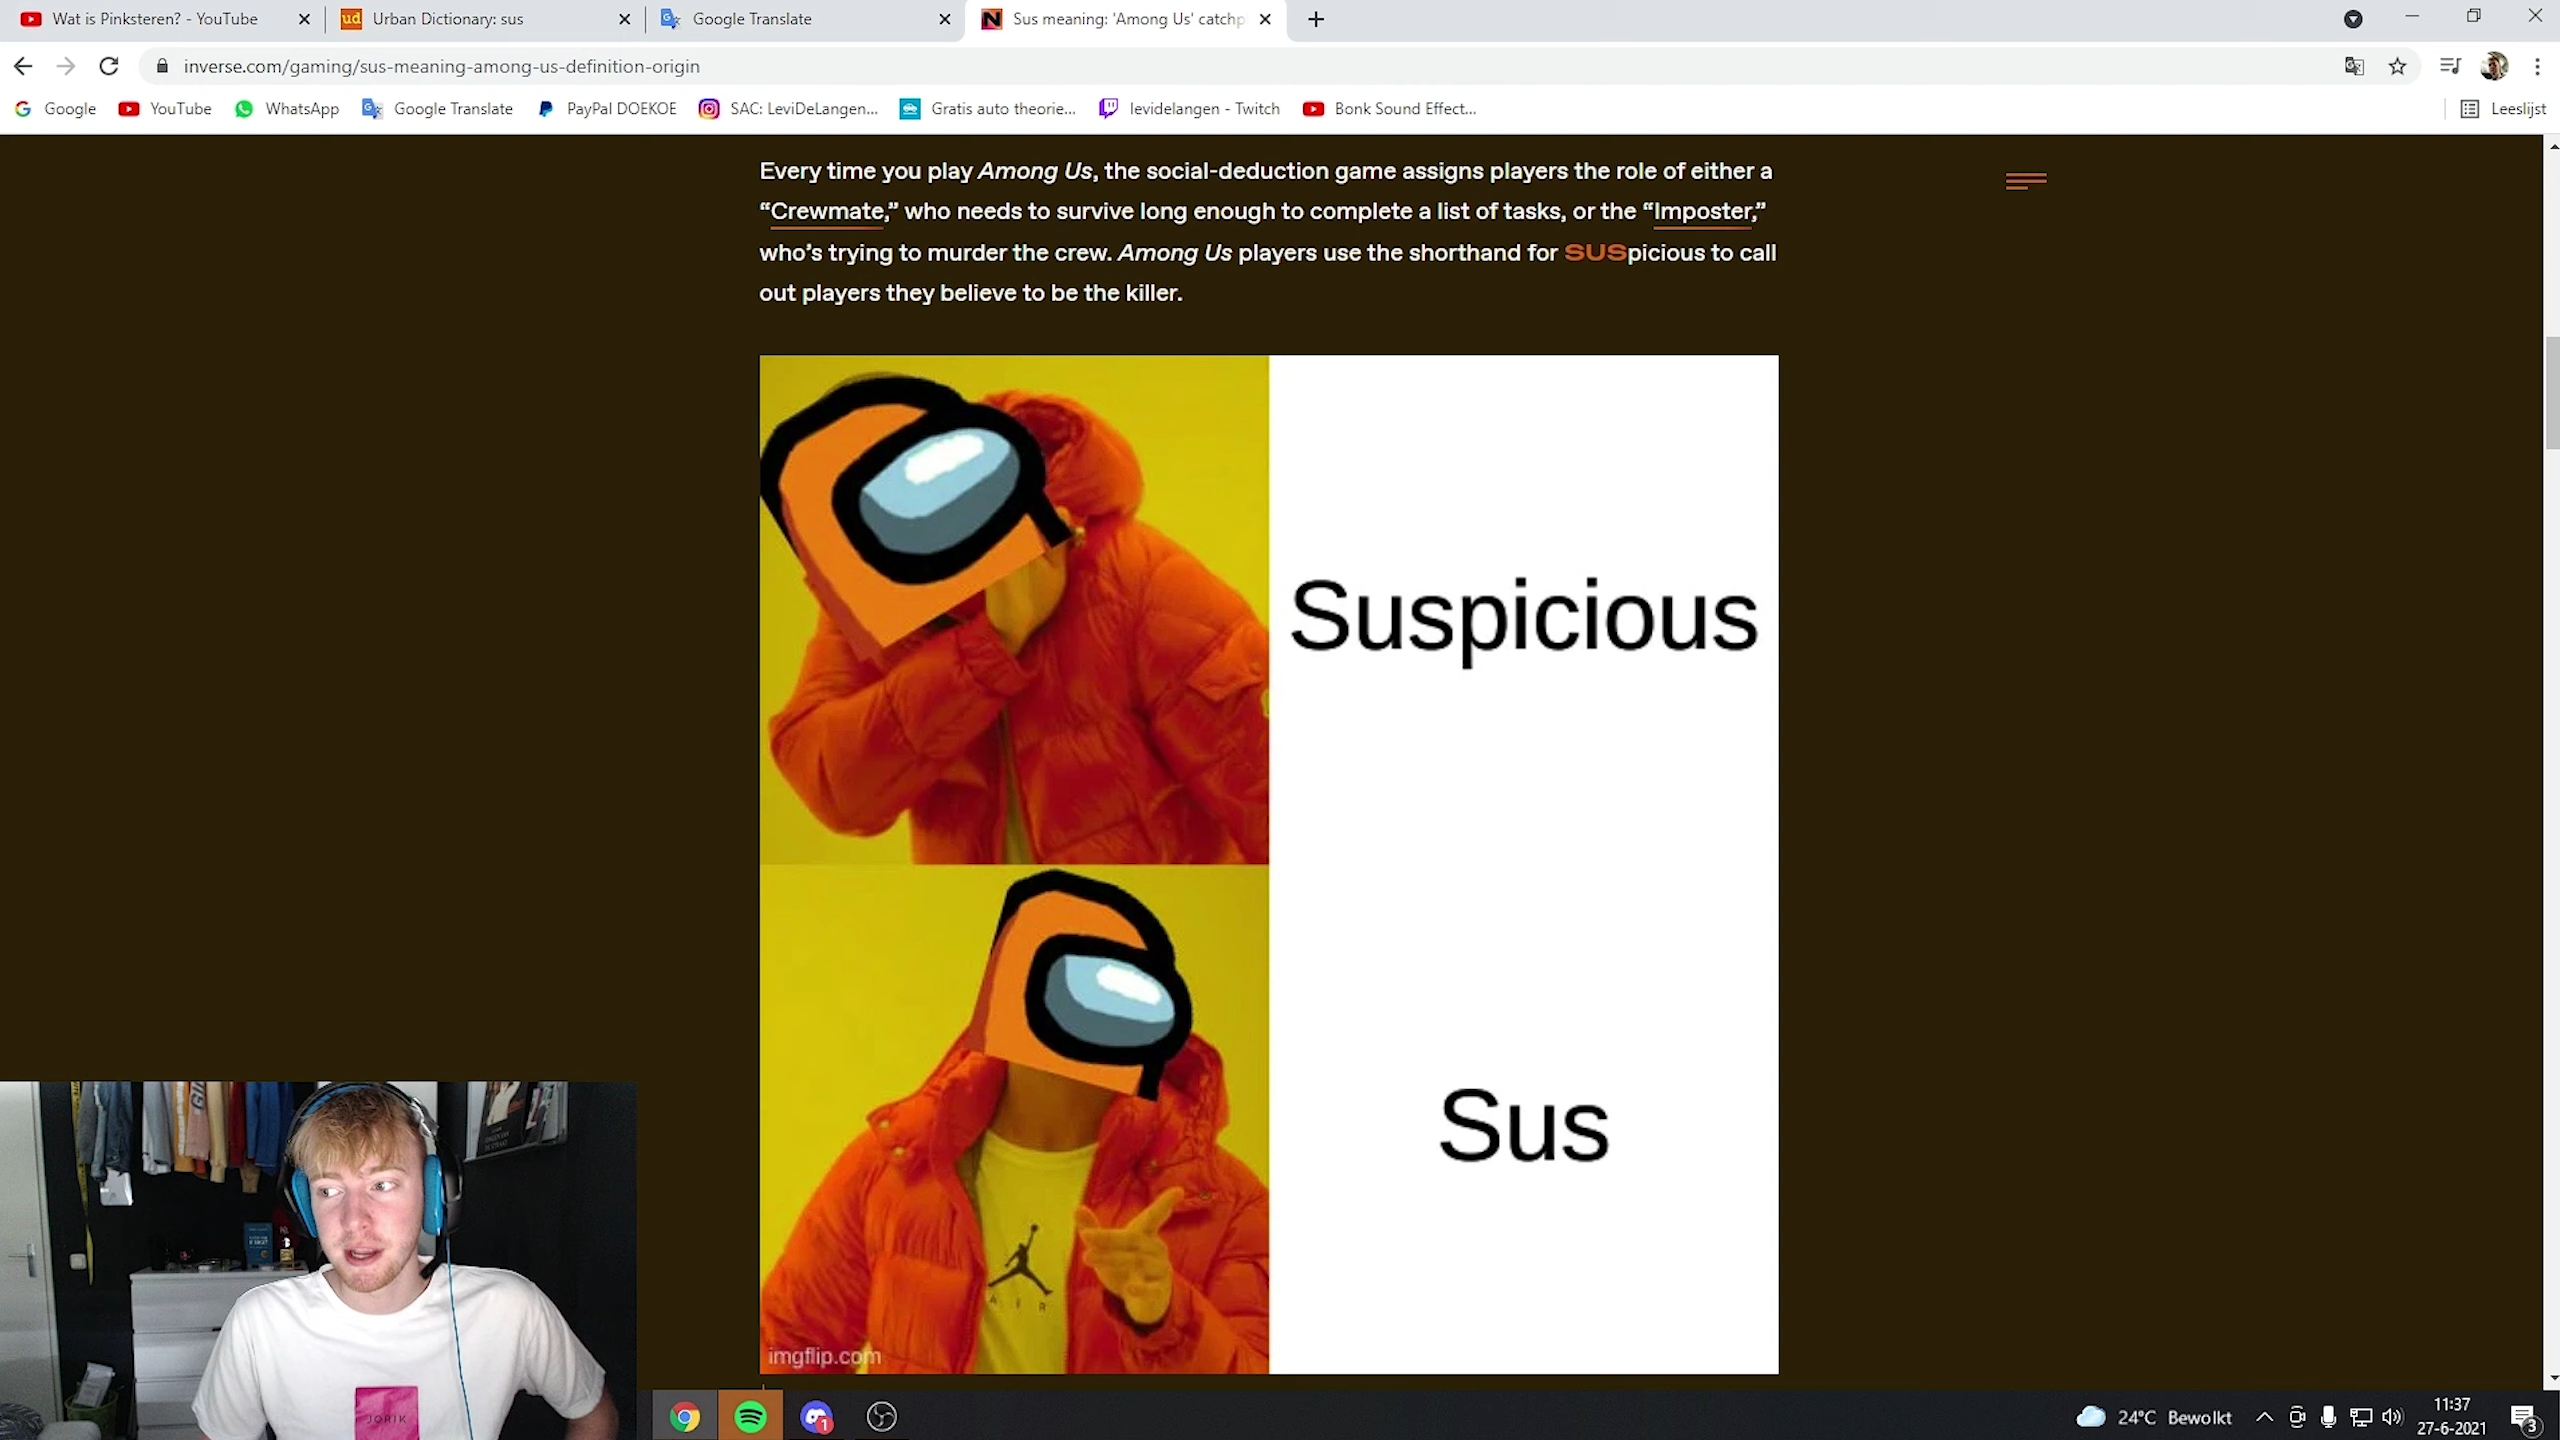 Wat is Pinksteren? - YouTube
Urban Dictionary: sus
Google Translate
Sus meaning: 'Among Us' catchp
inverse.com/gaming/sus-meaning-among-us-definition-origin
Google
YouTube
WhatsApp
Google Translate
PayPal DOEKOE
SAC: LeviDeLangen...
Gratis auto theorie...
levidelangen - Twitch
Bonk Sound Effect...
Leeslijst
Every time you play Among Us, the social-deduction game assigns players the role of either a
“Crewmate,” who needs to survive long enough to complete a list of tasks, or the “Imposter,”
who’s trying to murder the crew. Among Us players use the shorthand for SUSpicious to call
out players they believe to be the killer.
Suspicious
Sus
AIR
imgflip.com
JORIK
24°C Bewolkt
11:37
27-6-2021
3
1
ud